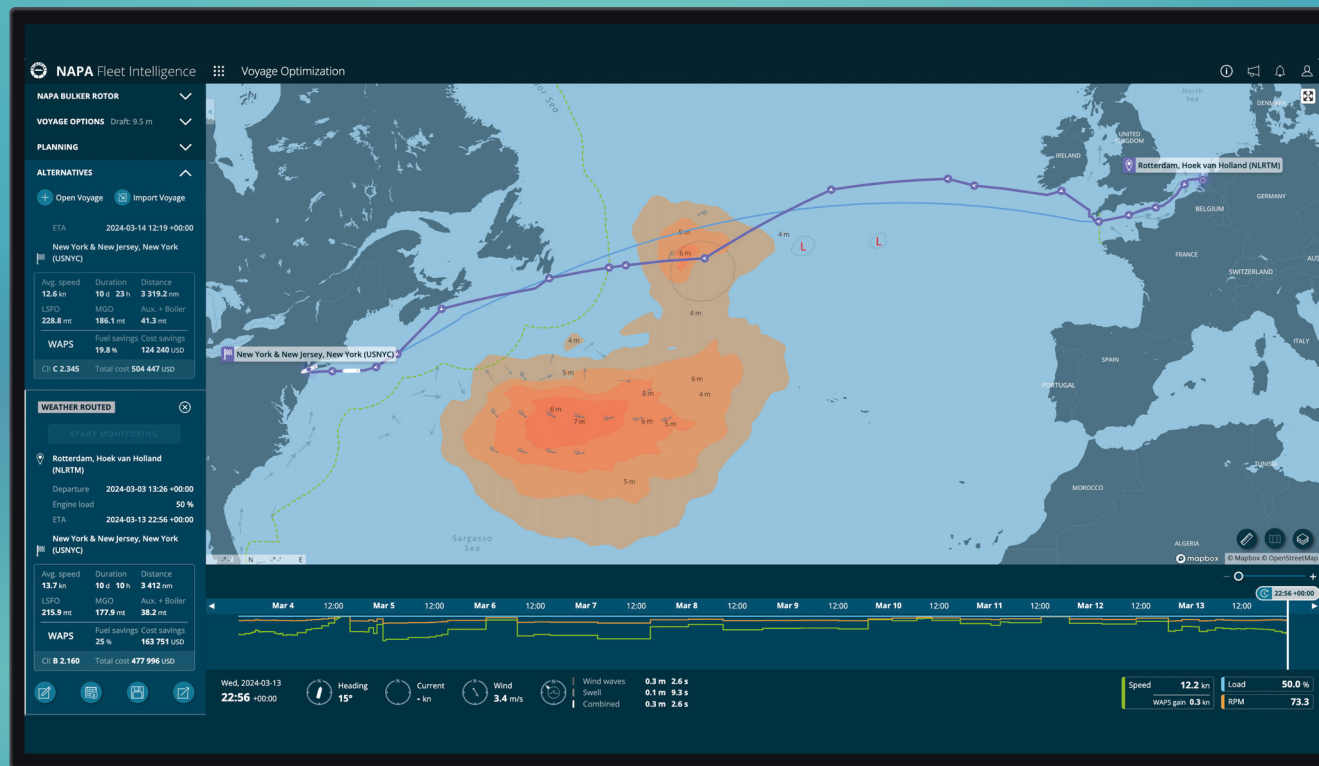 NAPA Fleet Intelligence
Voyage Optimization
NAPA BULKER ROTOR
VOYAGE OPTIONS Draft: 9.5 m
PLANNING
ALTERNATIVES
Open Voyage Import Voyage
ETA 2024-03-14 12:19 +00:00
New York & New Jersey, New York
(USNYC)
Avg. speed Duration Distance
12.6 kn 10 d 23 h 3 319.2 nm
LSFO MGO Aux. + Boiler
228.8 mt 186.1 mt 41.3 mt
WAPS
Fuel savings Cost savings
19.8 % 124 240 USD
CII C 2.345 Total cost 504 447 USD
WEATHER ROUTED
START MONITORING
Rotterdam, Hoek van Holland
(NLRTM)
Departure 2024-03-03 13:26 +00:00
Engine load 50 %
ETA 2024-03-13 22:56 +00:00
New York & New Jersey, New York
(USNYC)
Avg. speed Duration Distance
13.7 kn 10 d 10 h 3 412 nm
LSFO MGO Aux. + Boiler
215.9 mt 177.9 mt 38.2 mt
WAPS
Fuel savings Cost savings
25 % 163 751 USD
CII B 2.160 Total cost 477 996 USD
North
Sea
UNITED
KINGDOM
IRELAND
Rotterdam, Hoek van Holland (NLRTM)
GERMANY
BELGIUM
FRANCE
SWITZERLAND
AUS
ITALY
SPAIN
PORTUGAL
TUNISIA
MOROCCO
ALGERIA
5 m
4 m
6 m
L
L
4 m
4 m
New York & New Jersey, New York (USNYC)
5 m
6 m
5 m
4 m
6 m
7 m
6 m
5 m
5 m
Sargasso
Sea
N E
mapbox © Mapbox © OpenStreetMap
- +
22:56 +00:00
Mar 4 12:00 Mar 5 12:00 Mar 6 12:00 Mar 7 12:00 Mar 8 12:00 Mar 9 12:00 Mar 10 12:00 Mar 11 12:00 Mar 12 12:00 Mar 13 12:00
Wed, 2024-03-13
22:56 +00:00
Heading
15°
Current
- kn
Wind
3.4 m/s
Wind waves 0.3 m 2.6 s
Swell 0.1 m 9.3 s
Combined 0.3 m 2.6 s
Speed 12.2 kn
WAPS gain 0.3 kn
Load 50.0 %
RPM 73.3